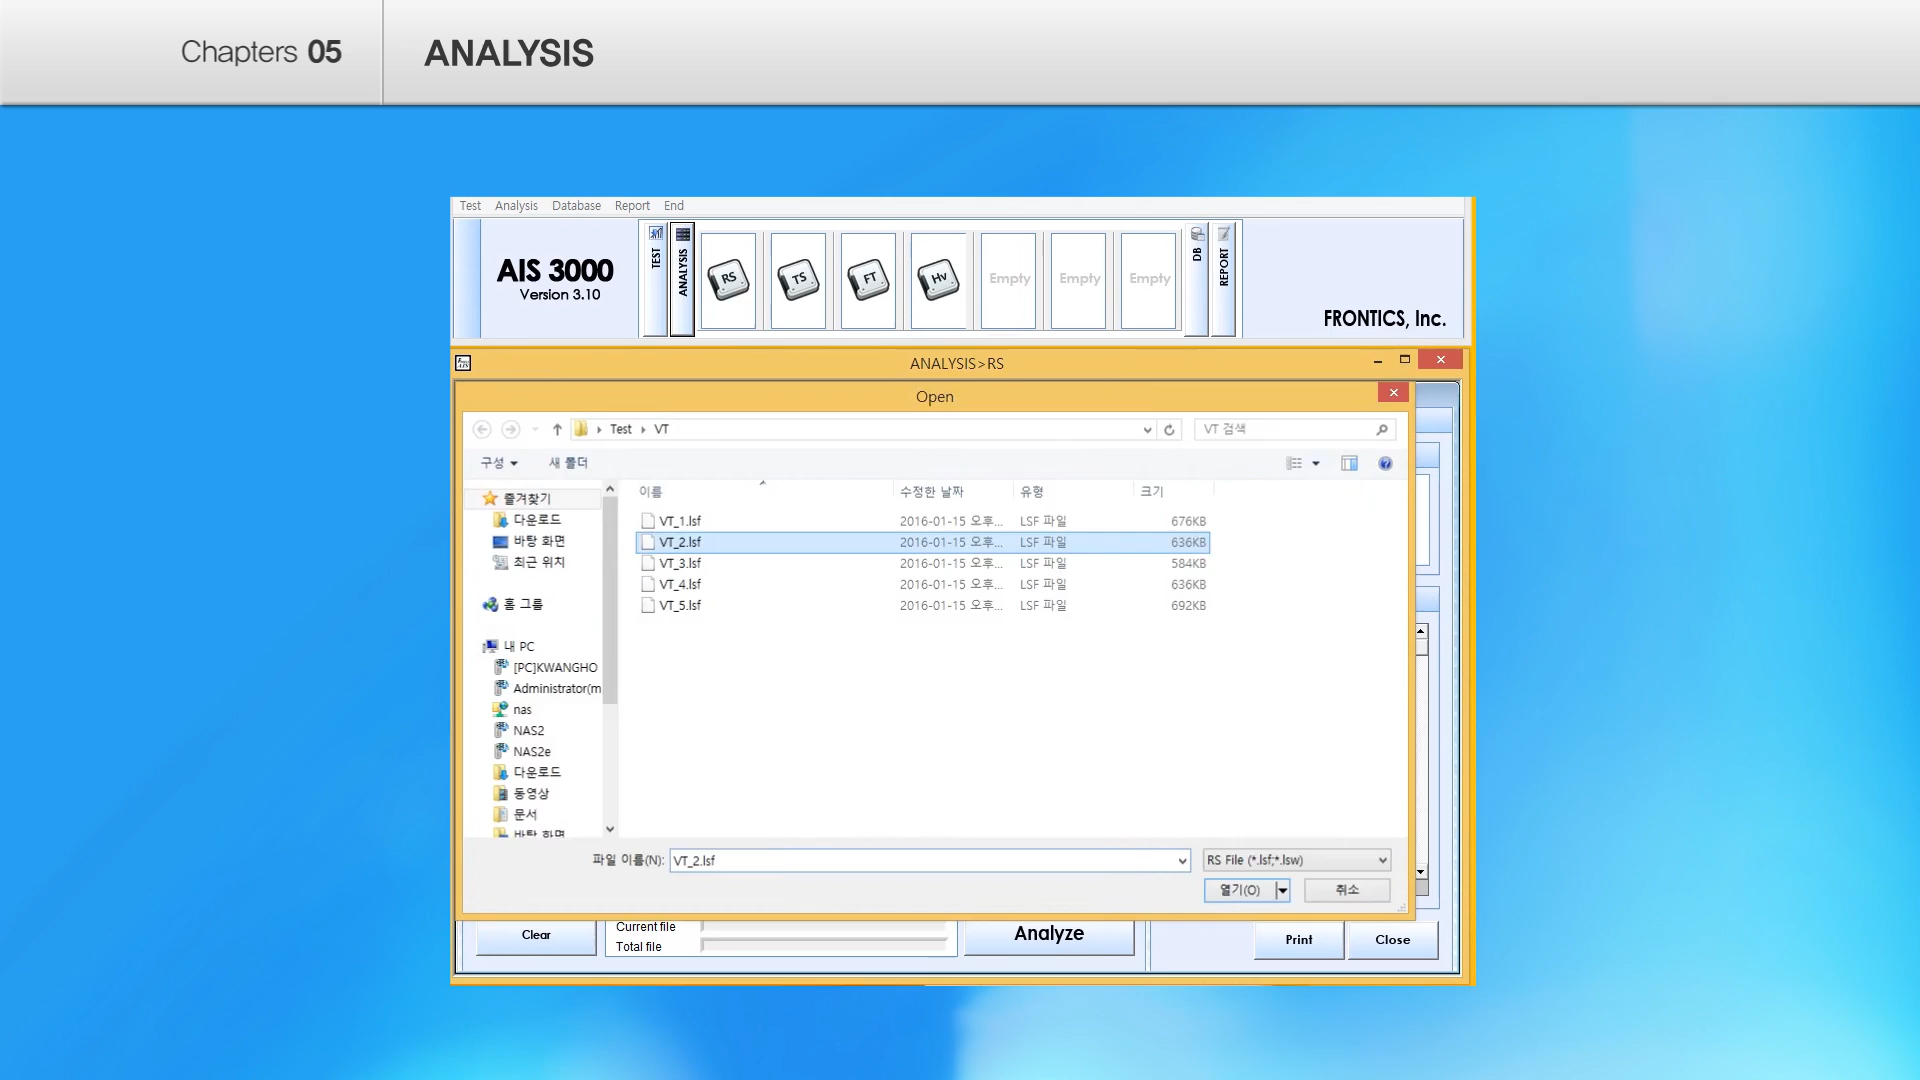 Chapters 05
ANALYSIS
Test Analysis Database Report End
AIS 3000
Version 3.10
TEST
ANALYSIS
RS
TS
FT
Hv
Empty
Empty
Empty
DB
REPORT
FRONTICS, Inc.
ANALYSIS>RS
Open
Test VT
VT 검색
구성
새 폴더
이름 수정한 날짜 유형 크기
VT_1.lsf 2016-01-15 오후... LSF 파일 676KB
VT_2.lsf 2016-01-15 오후... LSF 파일 636KB
VT_3.lsf 2016-01-15 오후... LSF 파일 584KB
VT_4.lsf 2016-01-15 오후... LSF 파일 636KB
VT_5.lsf 2016-01-15 오후... LSF 파일 692KB
즐겨찾기
다운로드
바탕 화면
최근 위치
홈 그룹
내 PC
[PC]KWANGHO
Administrator(m
nas
NAS2
NAS2e
다운로드
동영상
문서
바탕 화면
파일 이름(N): VT_2.lsf
RS File (*.lsf;*.lsw)
열기(O)
취소
Clear
Current file
Total file
Analyze
Print
Close